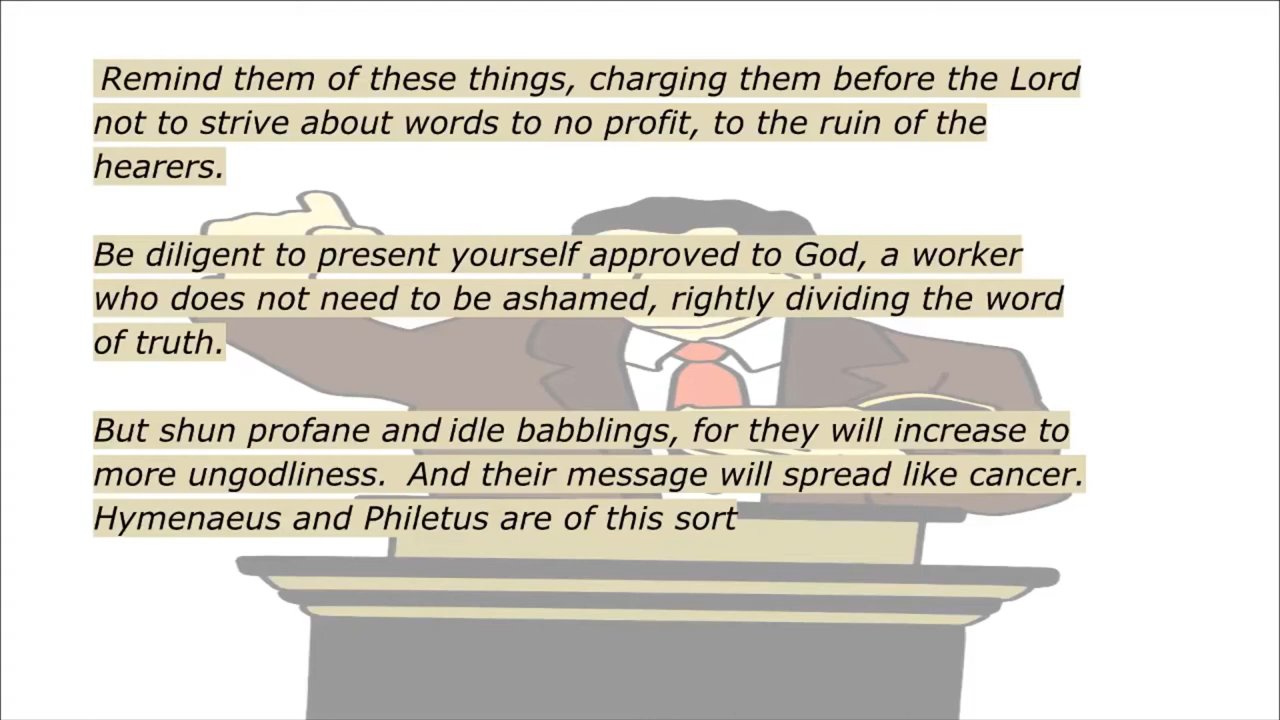 Remind them of these things, charging them before the Lord
not to strive about words to no profit, to the ruin of the
hearers.
Be diligent to present yourself approved to God, a worker
who does not need to be ashamed, rightly dividing the word
of truth.
But shun profane and idle babblings, for they will increase to
more ungodliness.  And their message will spread like cancer.
Hymenaeus and Philetus are of this sort